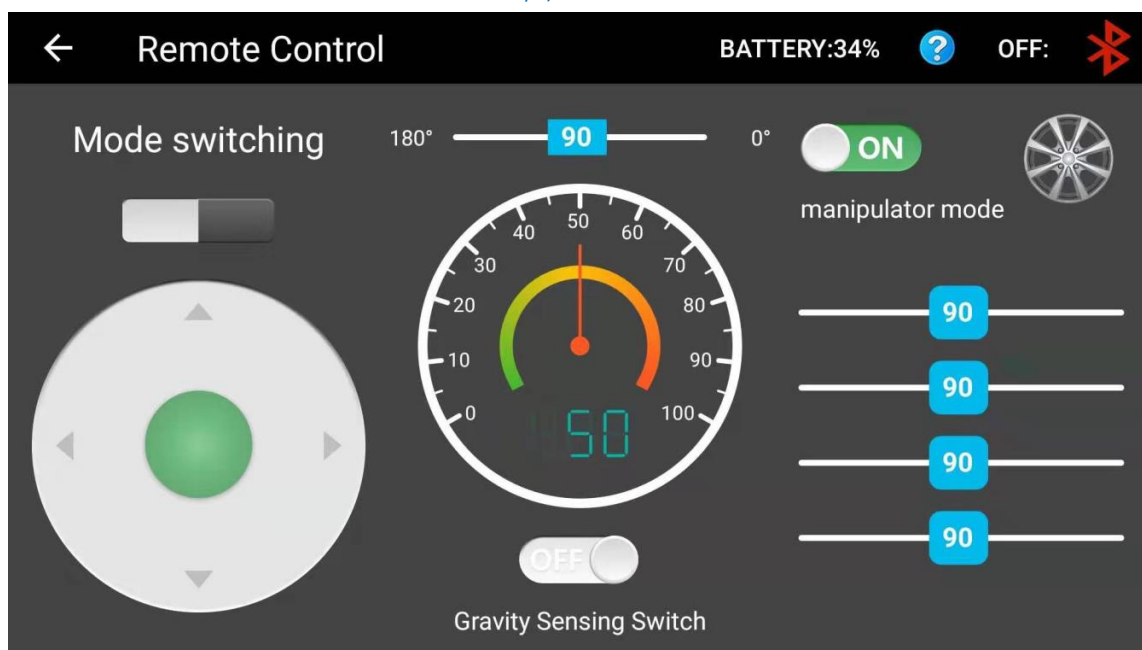 Remote Control
BATTERY:34%
?
OFF:
Mode switching
180°
90
0°
ON
manipulator mode
0
10
20
30
40
50
60
70
80
90
100
50
90
90
90
90
OFF
Gravity Sensing Switch